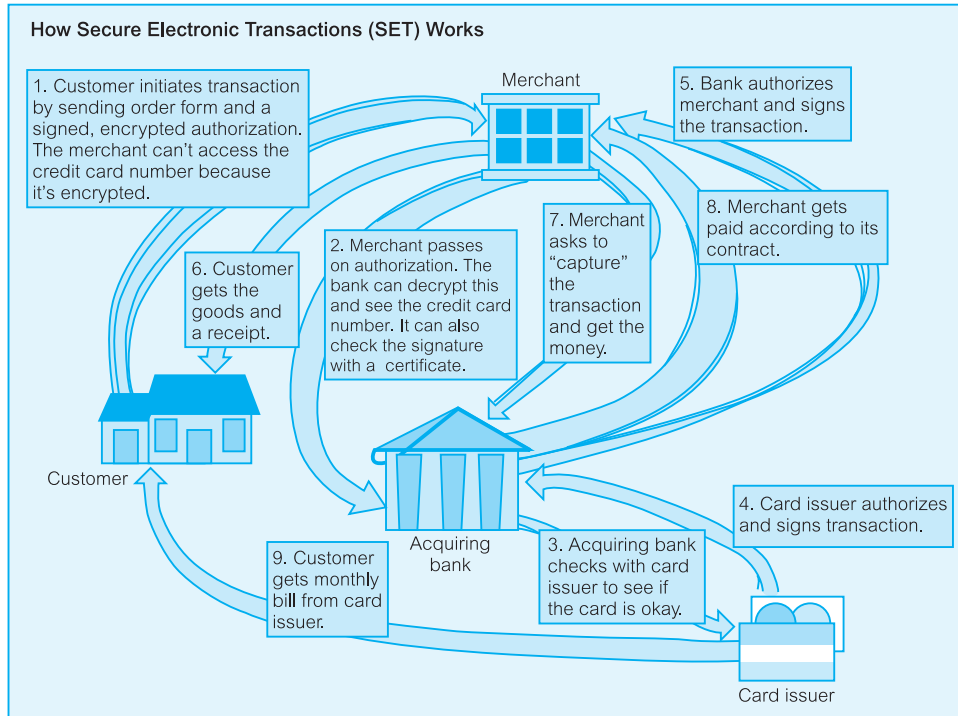 How Secure Electronic Transactions (SET) Works
1. Customer initiates transaction
by sending order form and a
signed, encrypted authorization.
The merchant can't access the
credit card number because
it's encrypted.
Merchant
5. Bank authorizes
merchant and signs
the transaction.
6. Customer
gets the
goods and
a receipt.
2. Merchant passes
on authorization. The
bank can decrypt this
and see the credit card
number. It can also
check the signature
with a certificate.
7. Merchant
asks to
“capture”
the
transaction
and get the
money.
8. Merchant gets
paid according to its
contract.
Customer
Acquiring
bank
4. Card issuer authorizes
and signs transaction.
9. Customer
gets monthly
bill from card
issuer.
3. Acquiring bank
checks with card
issuer to see if
the card is okay.
Card issuer